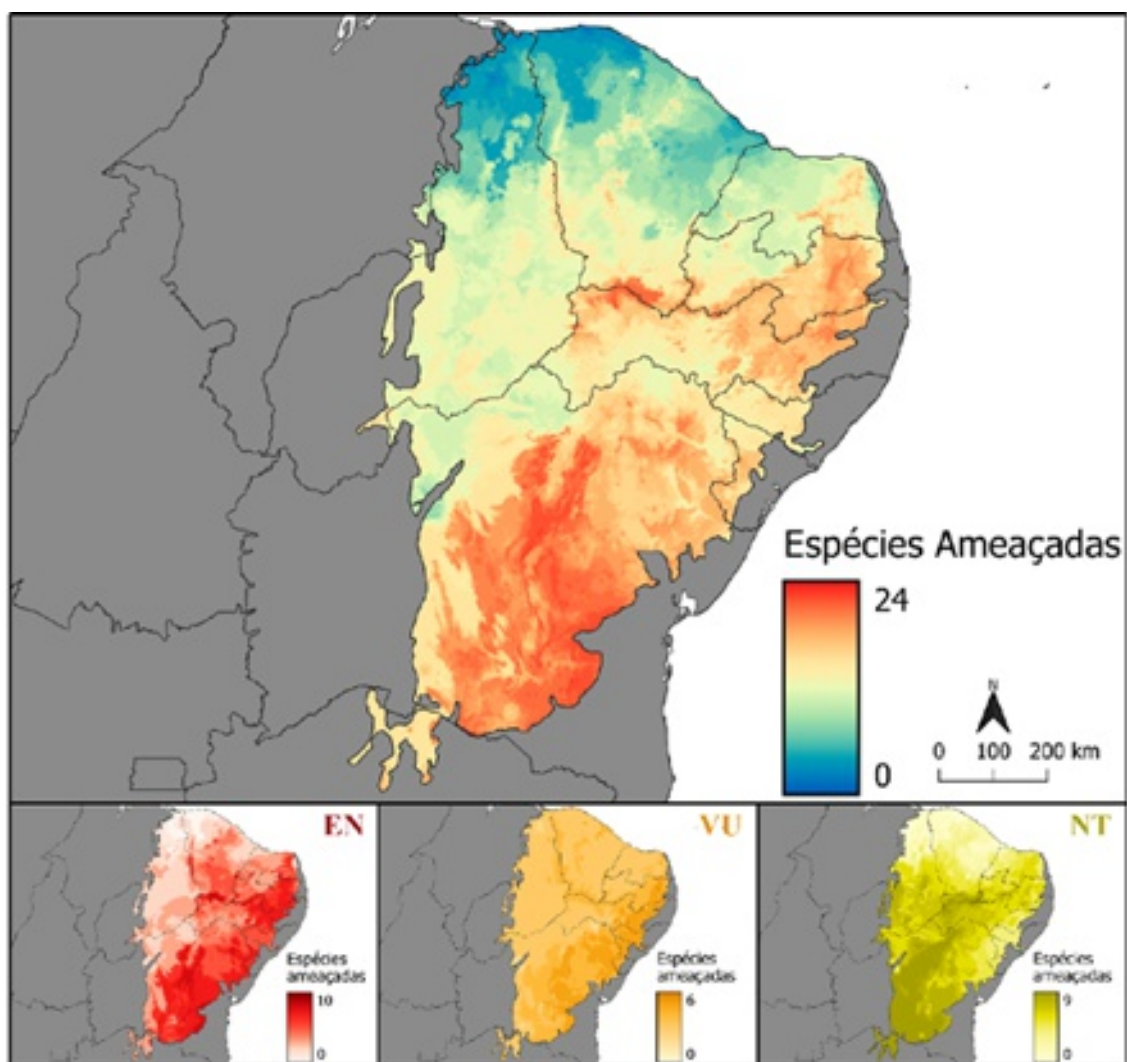 Espécies Ameaçadas
24
0
N
0 100 200 km
EN
Espécies
ameaçadas
10
0
VU
Espécies
ameaçadas
6
0
NT
Espécies
ameaçadas
9
0